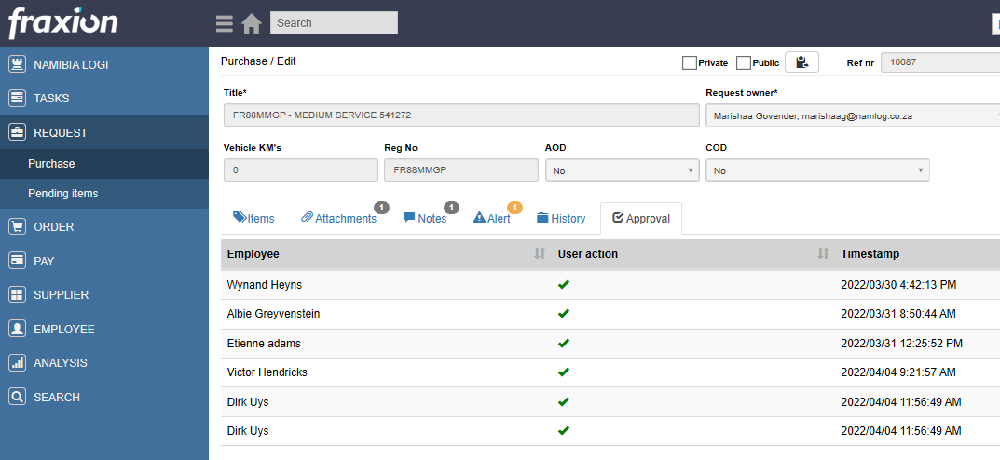 fraxion
Search
NAMIBIA LOGI
TASKS
REQUEST
Purchase
Pending items
ORDER
PAY
SUPPLIER
EMPLOYEE
ANALYSIS
SEARCH
Purchase / Edit
Private Public Ref nr 10687
Title* Request owner*
FR88MMGP - MEDIUM SERVICE 541272 Marishaa Govender, marishaag@namlog.co.za
Vehicle KM's Reg No AOD COD
0 FR88MMGP No No
Items Attachments 1 Notes 1 Alert 1 History Approval
Employee User action Timestamp
Wynand Heyns 2022/03/30 4:42:13 PM
Albie Greyvenstein 2022/03/31 8:50:44 AM
Etienne adams 2022/03/31 12:25:52 PM
Victor Hendricks 2022/04/04 9:21:57 AM
Dirk Uys 2022/04/04 11:56:49 AM
Dirk Uys 2022/04/04 11:56:49 AM